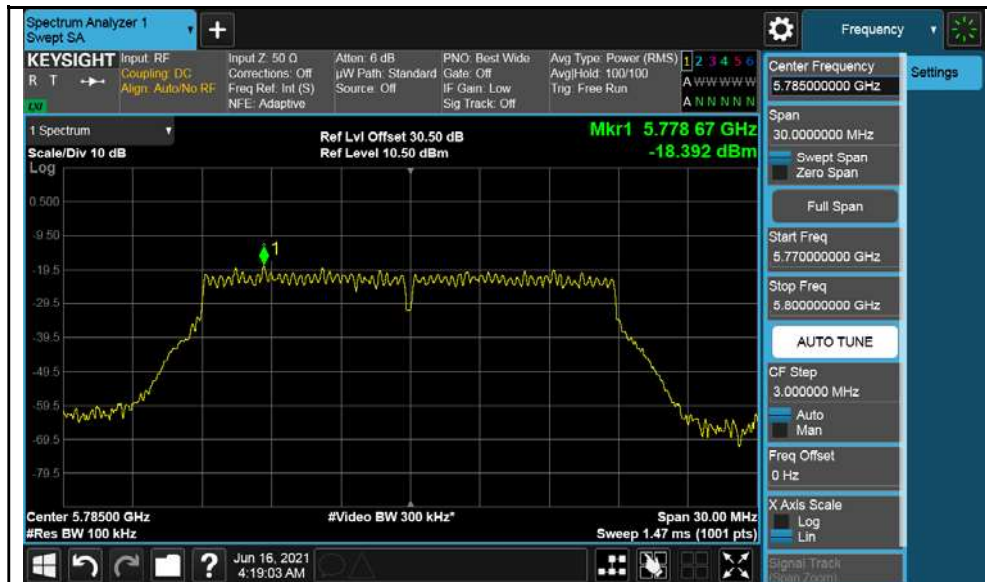 Spectrum Analyzer 1
Swept SA
+
Frequency
KEYSIGHT
R T
LXI
Input: RF
Coupling: DC
Align: Auto/No RF
Input Z: 50 Ω
Corrections: Off
Freq Ref: Int (S)
NFE: Adaptive
Atten: 6 dB
µW Path: Standard
Source: Off
PNO: Best Wide
Gate: Off
IF Gain: Low
Sig Track: Off
Avg Type: Power (RMS)
Avg|Hold: 100/100
Trig: Free Run
1 2 3 4 5 6
A W W W W W
A N N N N N
1 Spectrum
Scale/Div 10 dB
Log
Ref Lvl Offset 30.50 dB
Ref Level 10.50 dBm
Mkr1 5.778 67 GHz
-18.392 dBm
0.500
-9.50
-19.5
-29.5
-39.5
-49.5
-59.5
-69.5
-79.5
1
Center 5.78500 GHz
#Res BW 100 kHz
#Video BW 300 kHz*
Span 30.00 MHz
Sweep 1.47 ms (1001 pts)
?
Jun 16, 2021
4:19:03 AM
Center Frequency
5.785000000 GHz
Span
30.0000000 MHz
Swept Span
Zero Span
Full Span
Start Freq
5.770000000 GHz
Stop Freq
5.800000000 GHz
AUTO TUNE
CF Step
3.000000 MHz
Auto
Man
Freq Offset
0 Hz
X Axis Scale
Log
Lin
Signal Track
(Span Zoom)
Settings